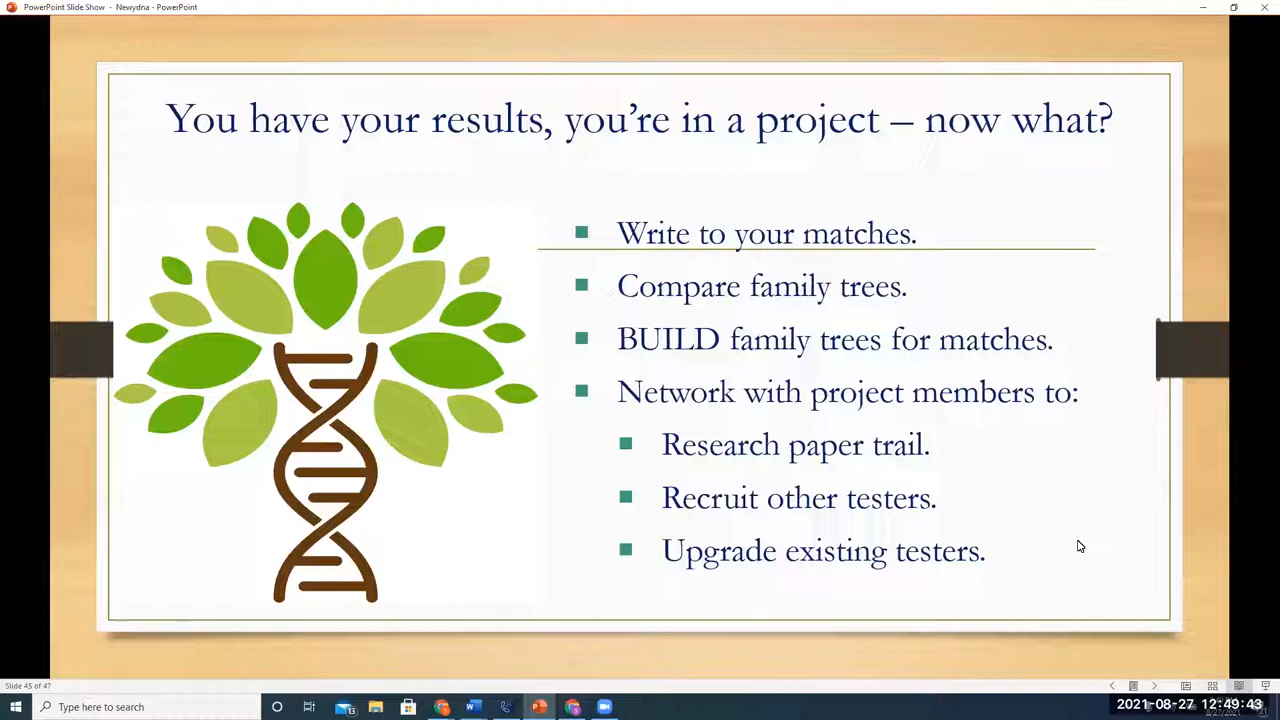 PowerPoint Slide Show - Newydna - PowerPoint
You have your results, you're in a project – now what?
Write to your matches.
Compare family trees.
BUILD family trees for matches.
Network with project members to:
Research paper trail.
Recruit other testers.
Upgrade existing testers.
Slide 45 of 47
Type here to search
13
2021-08-27 12:49:43